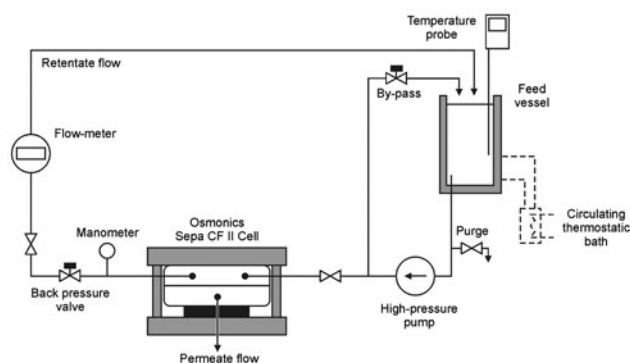 Temperature
probe
Retentate flow
By-pass
Feed
vessel
Flow-meter
Manometer
Osmonics
Sepa CF II Cell
Purge
Circulating
thermostatic
bath
Back pressure
valve
High-pressure
pump
Permeate flow